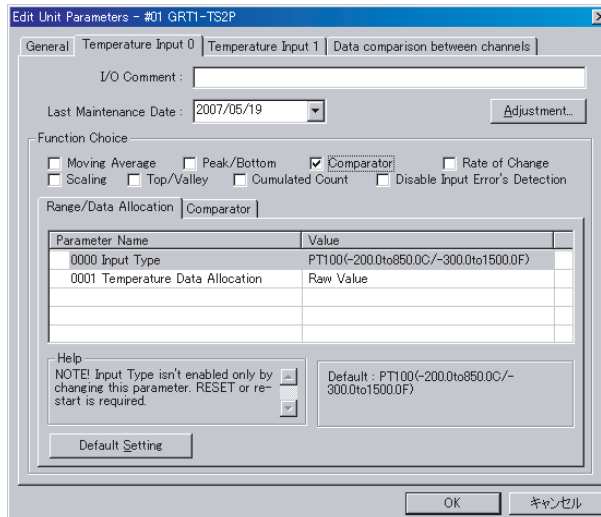 Edit Unit Parameters - #01 GRT1-TS2P
General Temperature Input 0 Temperature Input 1 Data comparison between channels
I/O Comment :
Last Maintenance Date : 2007/05/19 Adjustment...
Function Choice
Moving Average Peak/Bottom Comparator Rate of Change
Scaling Top/Valley Cumulated Count Disable Input Error's Detection
Range/Data Allocation Comparator
Parameter Name Value
0000 Input Type PT100(-200.0to850.0C/-300.0to1500.0F)
0001 Temperature Data Allocation Raw Value
Help
NOTE! Input Type isn't enabled only by
changing this parameter. RESET or re-
start is required.
Default : PT100(-200.0to850.0C/-
300.0to1500.0F)
Default Setting
OK キャンセル